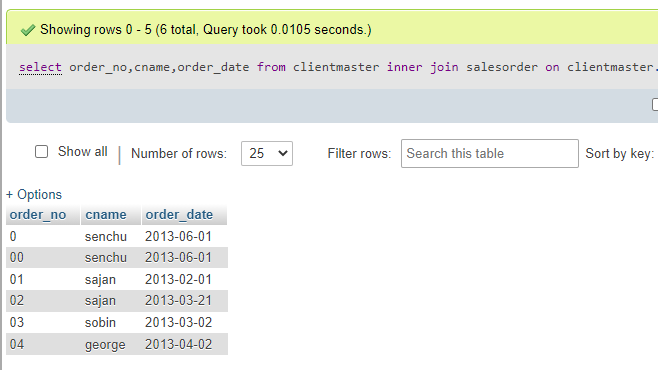 Showing rows 0 - 5 (6 total, Query took 0.0105 seconds.)
select order_no,cname,order_date from clientmaster inner join salesorder on clientmaster.
Show all | Number of rows: 25 Filter rows: Search this table Sort by key:
+ Options
order_no cname order_date
0 senchu 2013-06-01
00 senchu 2013-06-01
01 sajan 2013-02-01
02 sajan 2013-03-21
03 sobin 2013-03-02
04 george 2013-04-02